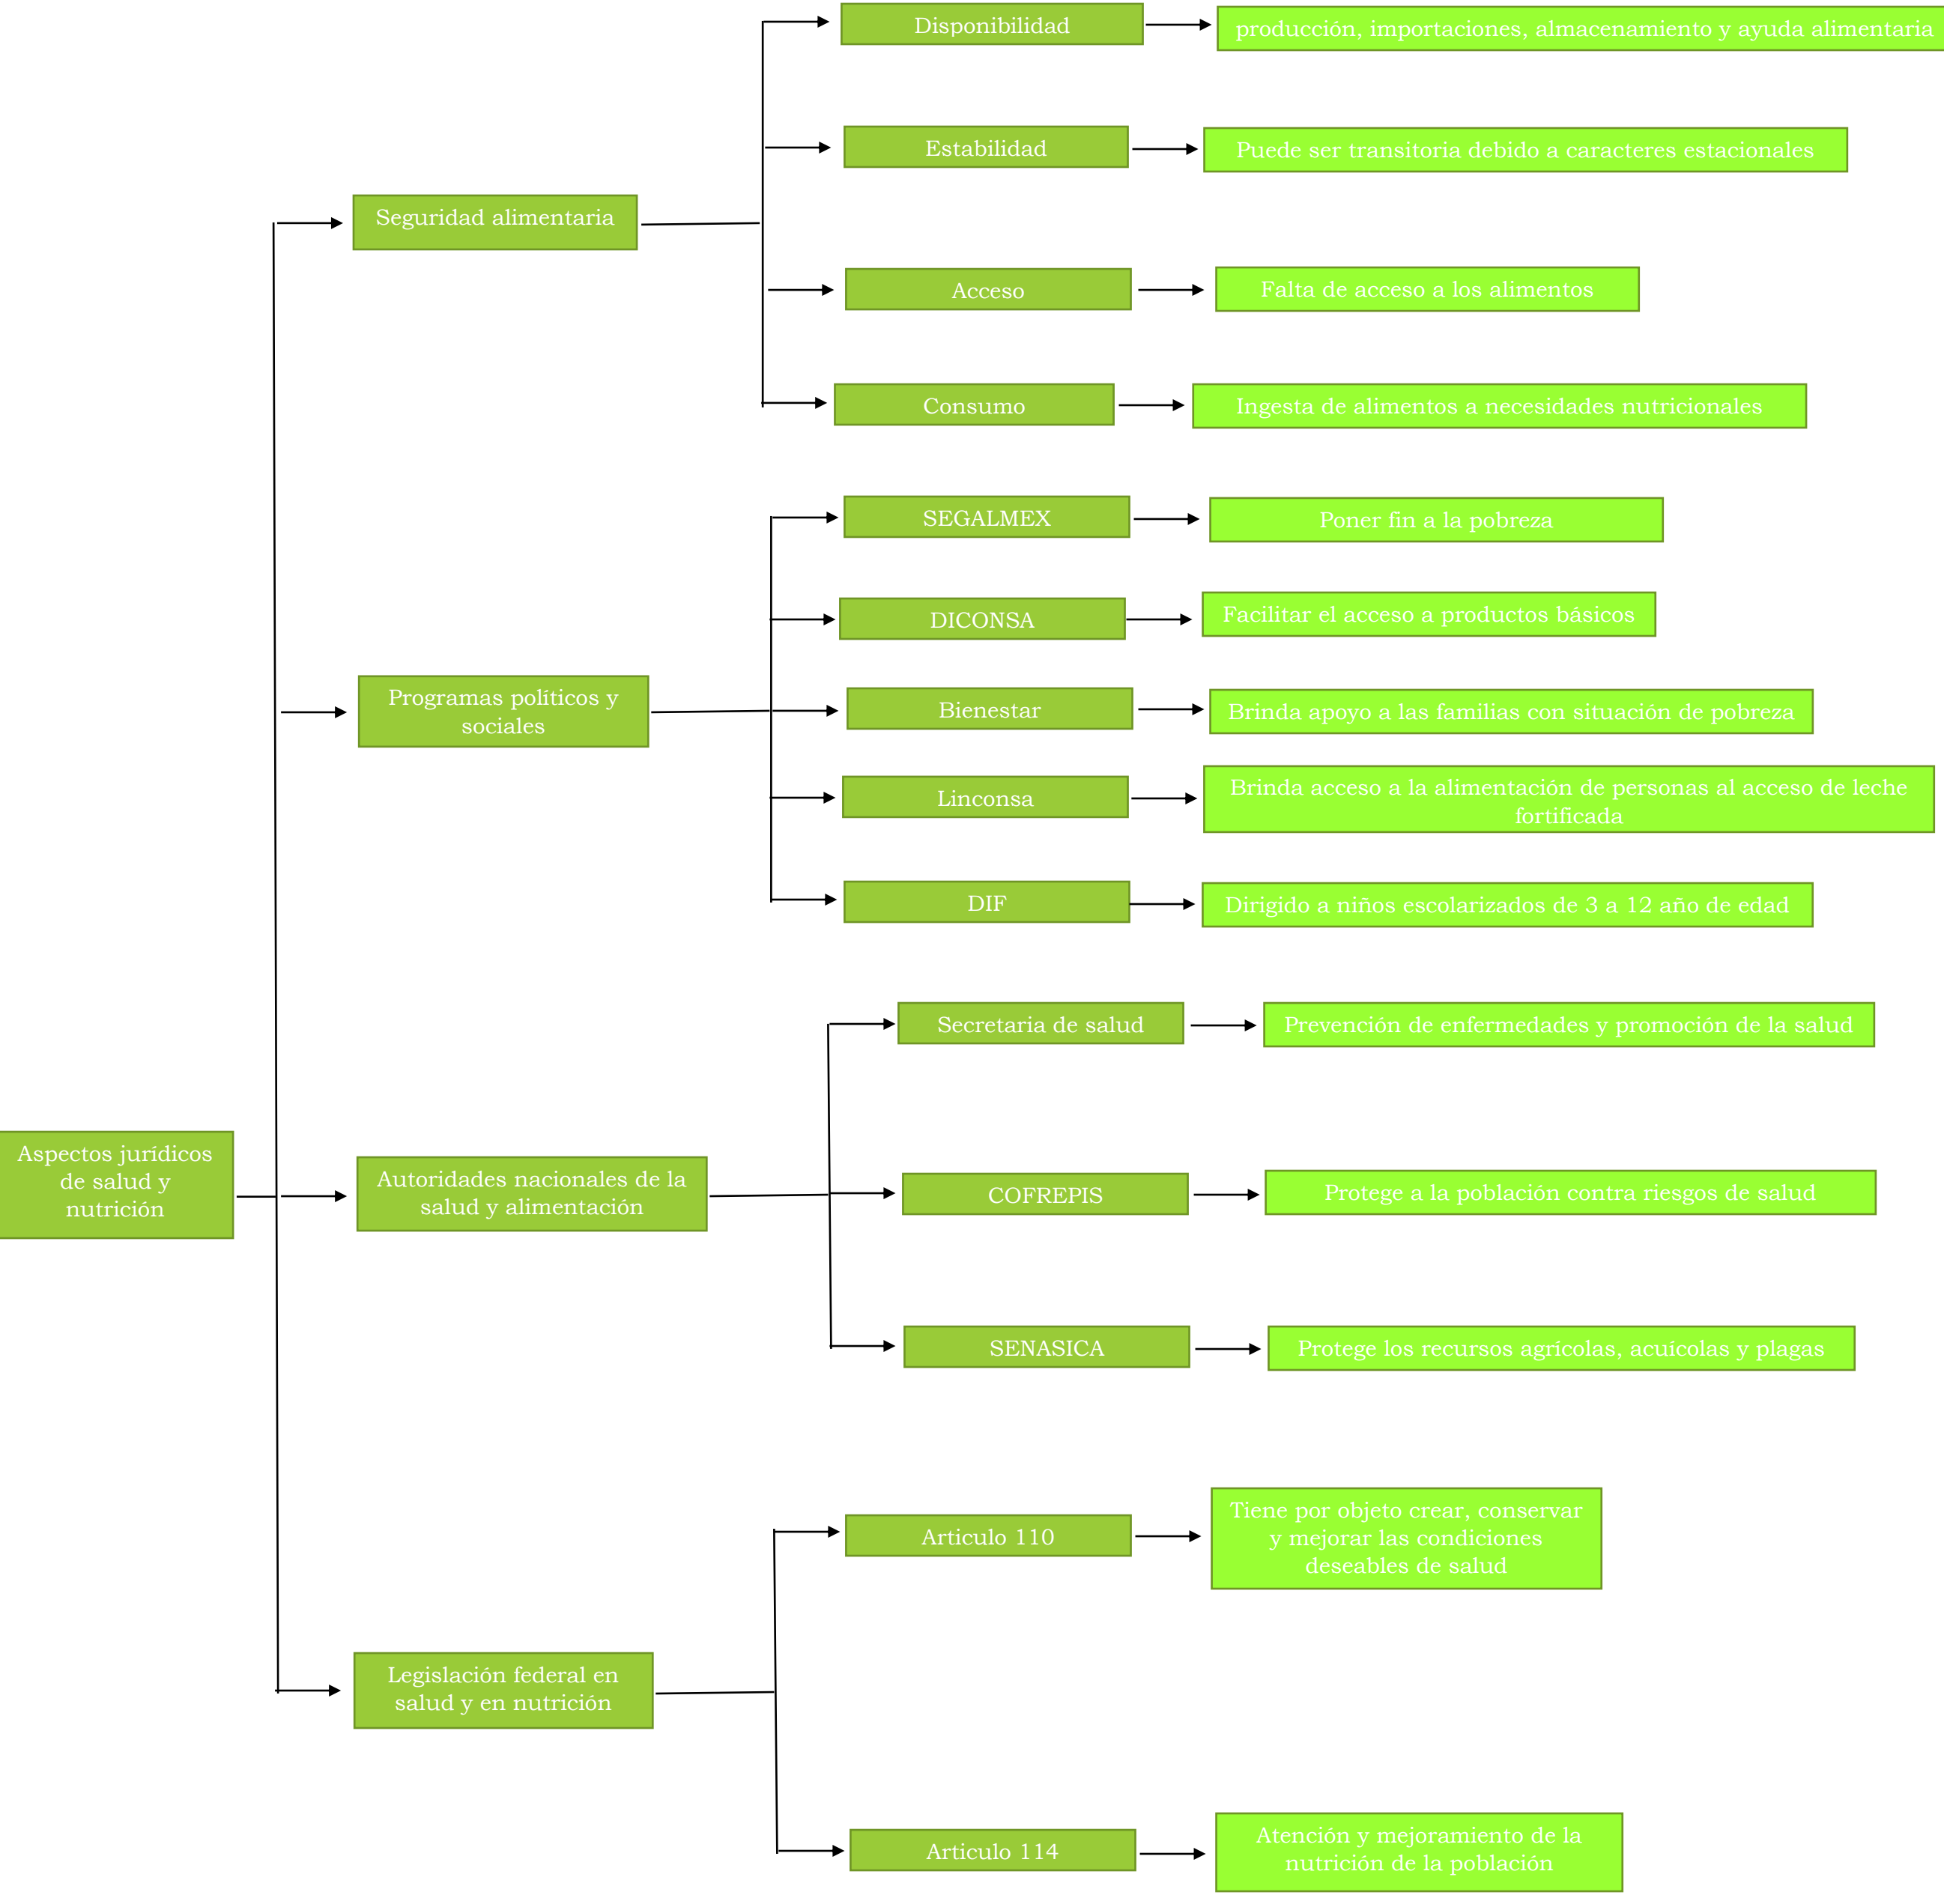 Disponibilidad
producción, importaciones, almacenamiento y ayuda alimentaria
Estabilidad
Puede ser transitoria debido a caracteres estacionales
Seguridad alimentaria
Acceso
Falta de acceso a los alimentos
Consumo
Ingesta de alimentos a necesidades nutricionales
SEGALMEX
Poner fin a la pobreza
DICONSA
Facilitar el acceso a productos básicos
Programas políticos y
sociales
Bienestar
Brinda apoyo a las familias con situación de pobreza
Linconsa
Brinda acceso a la alimentación de personas al acceso de leche
fortificada
DIF
Dirigido a niños escolarizados de 3 a 12 año de edad
Secretaria de salud
Prevención de enfermedades y promoción de la salud
Aspectos jurídicos
de salud y
nutrición
Autoridades nacionales de la
salud y alimentación
COFREPIS
Protege a la población contra riesgos de salud
SENASICA
Protege los recursos agrícolas, acuícolas y plagas
Articulo 110
Tiene por objeto crear, conservar
y mejorar las condiciones
deseables de salud
Legislación federal en
salud y en nutrición
Articulo 114
Atención y mejoramiento de la
nutrición de la población